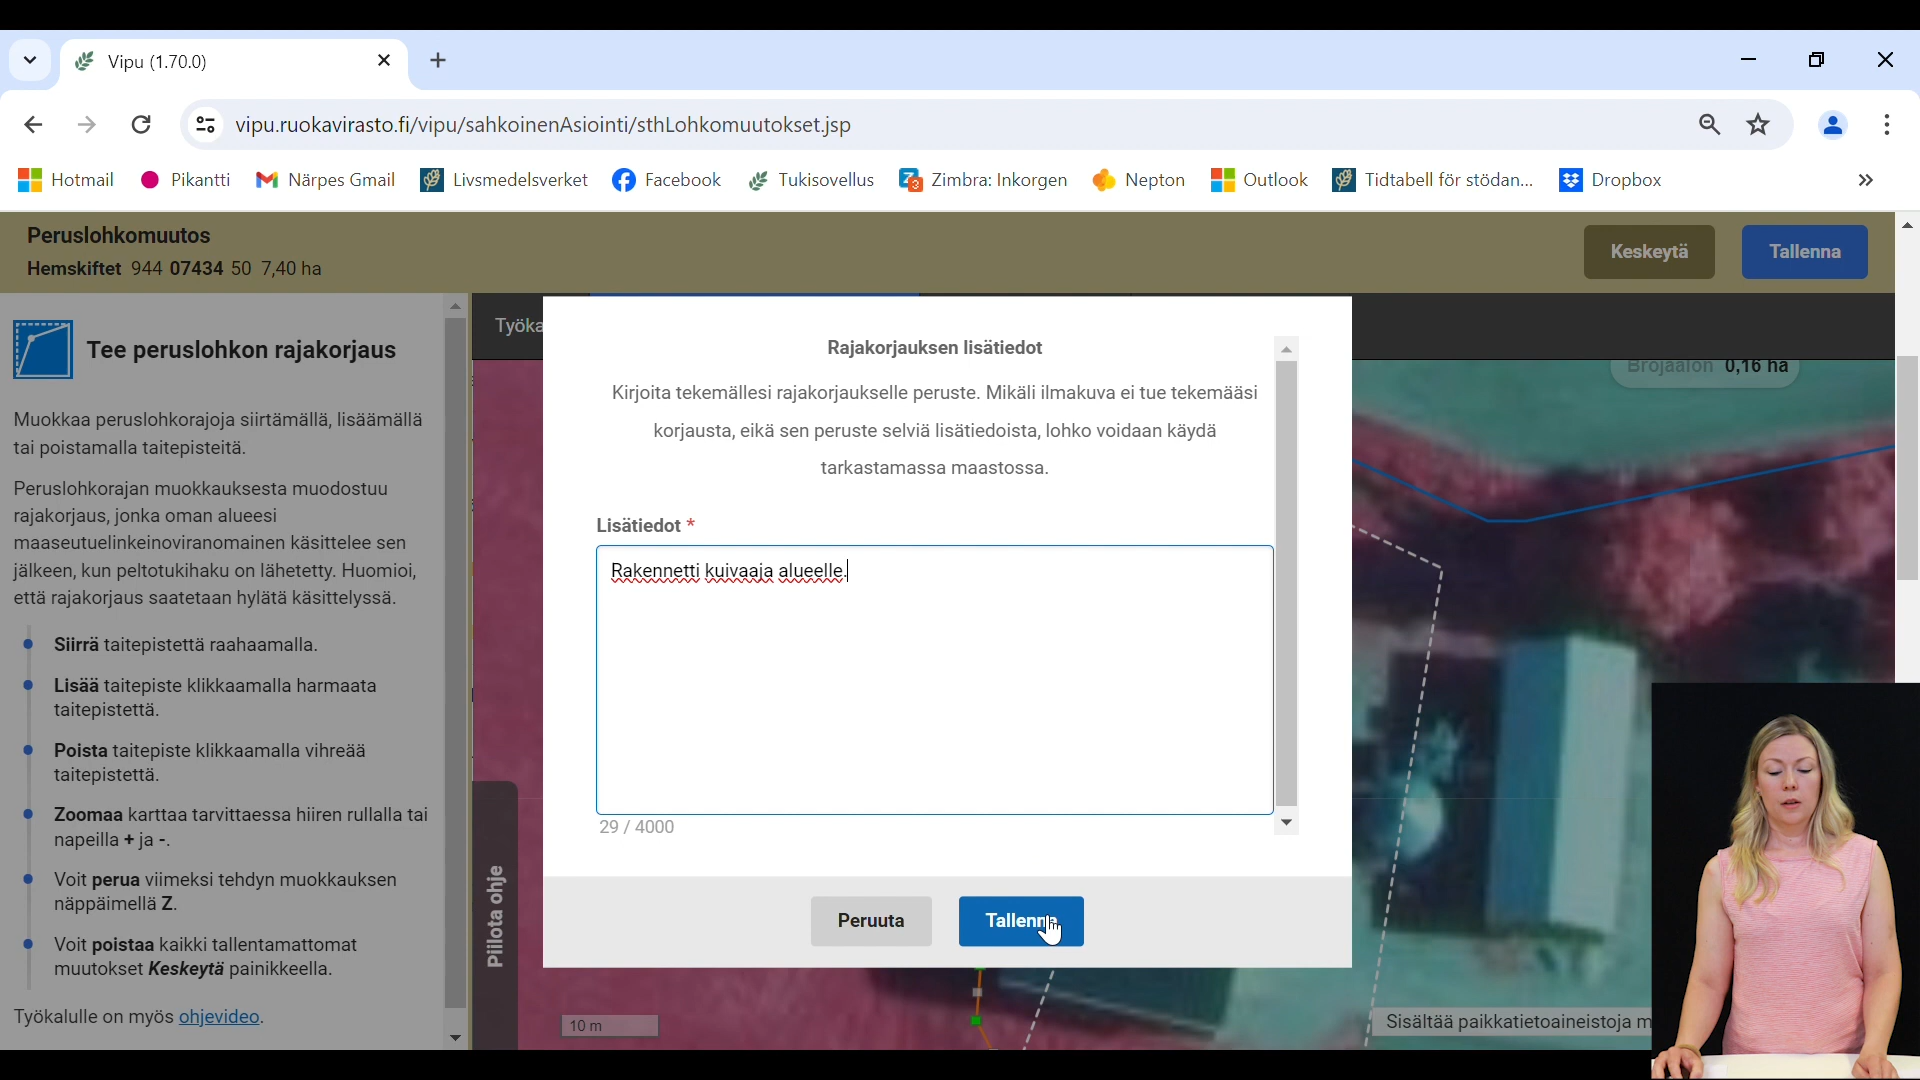 Vipu (1.70.0)
vipu.ruokavirasto.fi/vipu/sahkoinenAsiointi/sthLohkomuutokset.jsp
Hotmail Pikantti Närpes Gmail Livsmedelsverket Facebook Tukisovellus Zimbra: Inkorgen Nepton Outlook Tidtabell för stödan... Dropbox
Peruslohkomuutos
Hemskiftet 944 07434 50 7,40 ha
Keskeytä Tallenna
Tee peruslohkon rajakorjaus
Muokkaa peruslohkorajoja siirtämällä, lisäämällä
tai poistamalla taitepisteitä.
Peruslohkorajan muokkauksesta muodostuu
rajakorjaus, jonka oman alueesi
maaseutuelinkeinoviranomainen käsittelee sen
jälkeen, kun peltotukihaku on lähetetty. Huomioi,
että rajakorjaus saatetaan hylätä käsittelyssä.
Siirrä taitepistettä raahaamalla.
Lisää taitepiste klikkaamalla harmaata
taitepistettä.
Poista taitepiste klikkaamalla vihreää
taitepistettä.
Zoomaa karttaa tarvittaessa hiiren rullalla tai
napeilla + ja -.
Voit perua viimeksi tehdyn muokkauksen
näppäimellä Z.
Voit poistaa kaikki tallentamattomat
muutokset Keskeytä painikkeella.
Työkalulle on myös ohjevideo.
Piilota ohje
Työka
Rajakorjauksen lisätiedot
Kirjoita tekemällesi rajakorjaukselle peruste. Mikäli ilmakuva ei tue tekemääsi
korjausta, eikä sen peruste selviä lisätiedoista, lohko voidaan käydä
tarkastamassa maastossa.
Lisätiedot *
Rakennetti kuivaaja alueelle.
29 / 4000
Peruuta Tallenna
Brojaalon 0,16 ha
10 m
Sisältää paikkatietoaineistoja m